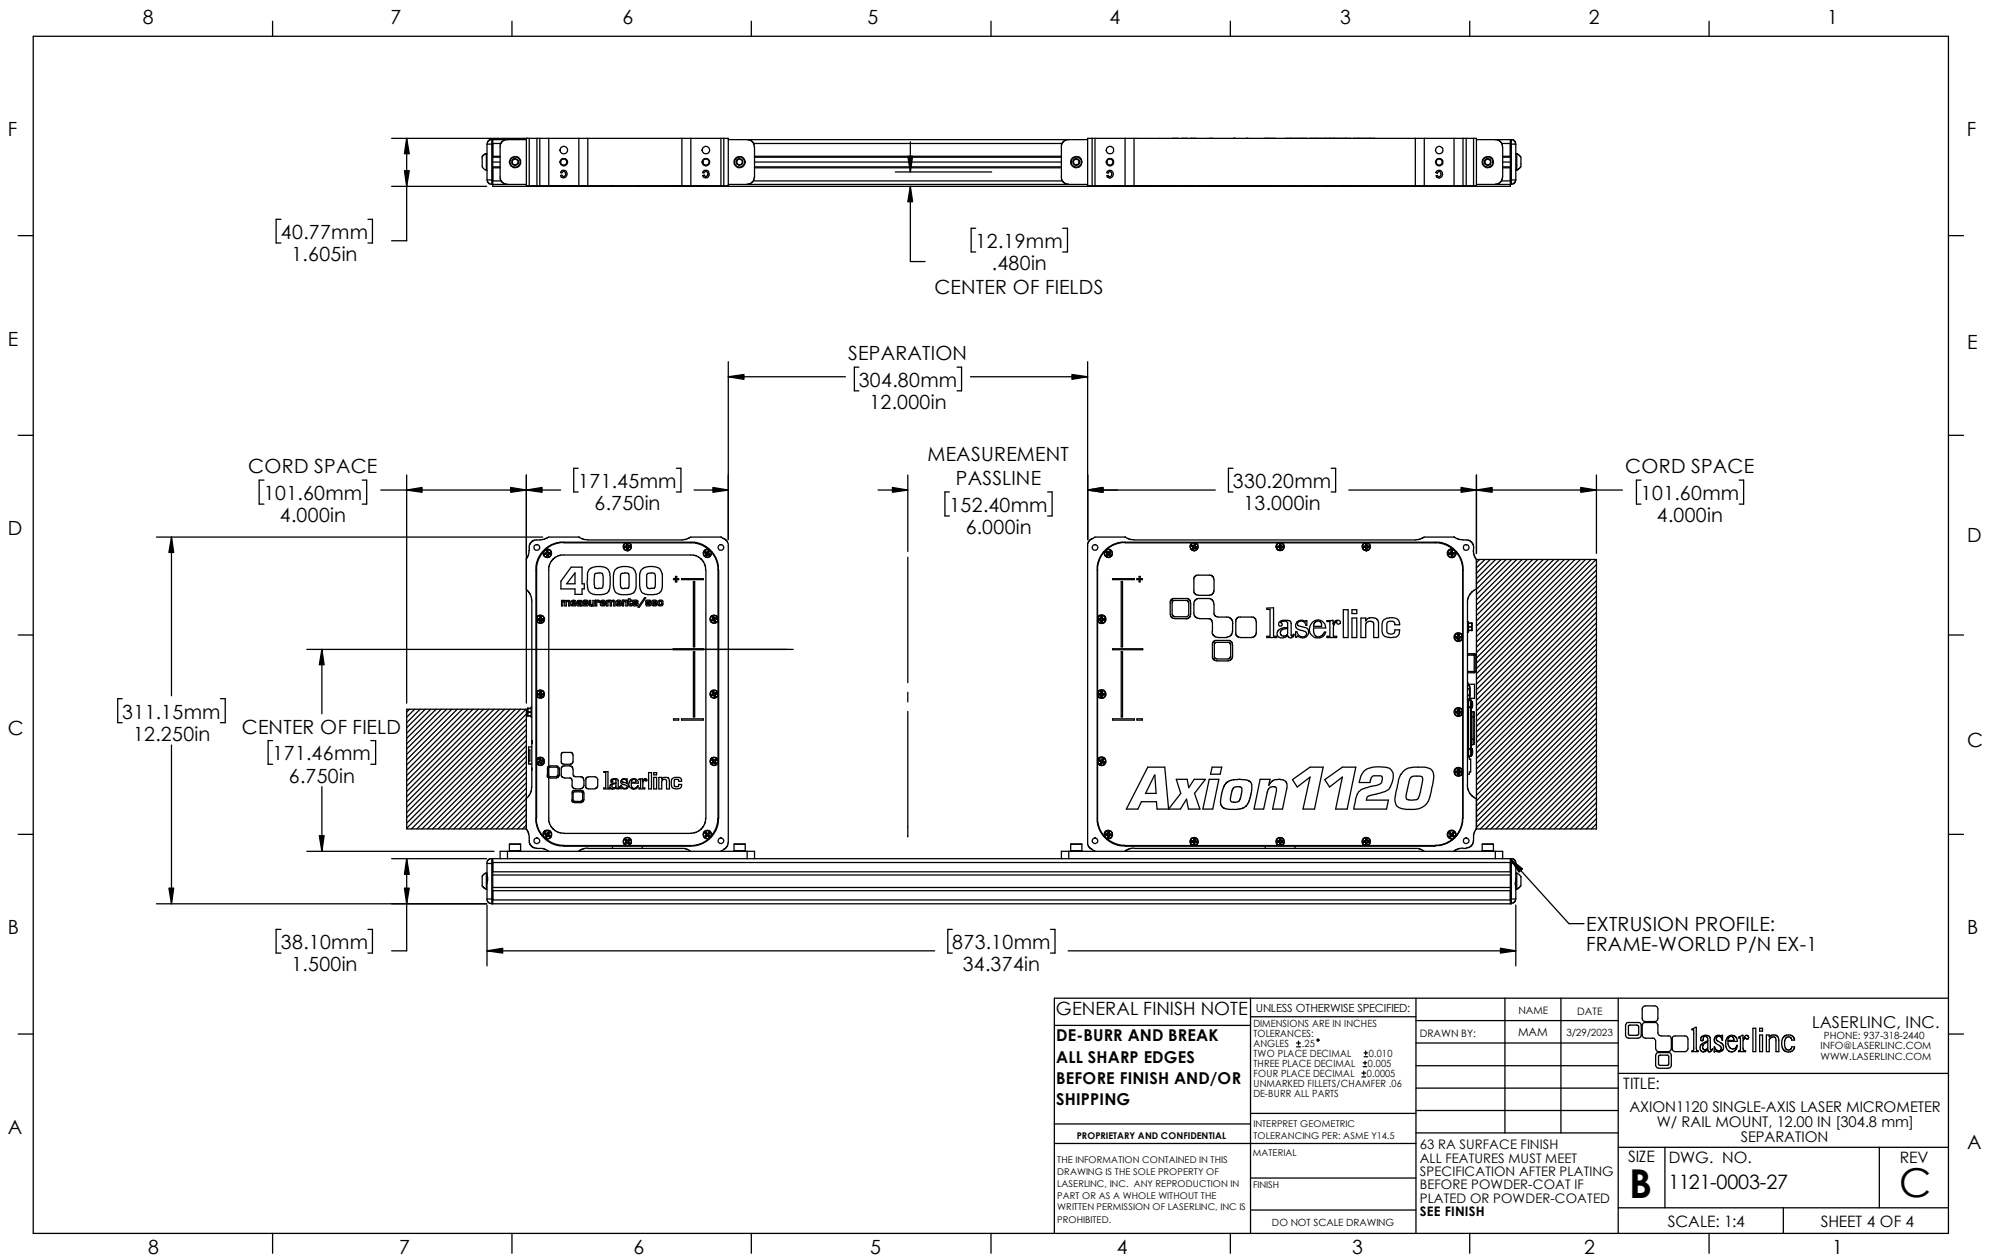 8 7 6 5 4 3 2 1
F F
[40.77mm]
1.605in
[12.19mm]
.480in
CENTER OF FIELDS
E E
SEPARATION
[304.80mm]
12.000in
CORD SPACE
[101.60mm]
4.000in
[171.45mm]
6.750in
MEASUREMENT
PASSLINE
[152.40mm]
6.000in
[330.20mm]
13.000in
CORD SPACE
[101.60mm]
4.000in
D D
4000
measurements/sec
+
-
laserlinc
+
-
laserlinc
Axion1120
[311.15mm]
12.250in
CENTER OF FIELD
[171.46mm]
6.750in
C C
B B
[38.10mm]
1.500in
[873.10mm]
34.374in
EXTRUSION PROFILE:
FRAME-WORLD P/N EX-1
A A
GENERAL FINISH NOTE
DE-BURR AND BREAK
ALL SHARP EDGES
BEFORE FINISH AND/OR
SHIPPING
PROPRIETARY AND CONFIDENTIAL
THE INFORMATION CONTAINED IN THIS
DRAWING IS THE SOLE PROPERTY OF
LASERLINC, INC. ANY REPRODUCTION IN
PART OR AS A WHOLE WITHOUT THE
WRITTEN PERMISSION OF LASERLINC, INC IS
PROHIBITED.
UNLESS OTHERWISE SPECIFIED:
DIMENSIONS ARE IN INCHES
TOLERANCES:
ANGLES ±.25°
TWO PLACE DECIMAL ±0.010
THREE PLACE DECIMAL ±0.005
FOUR PLACE DECIMAL ±0.0005
UNMARKED FILLETS/CHAMFER .06
DE-BURR ALL PARTS
INTERPRET GEOMETRIC
TOLERANCING PER: ASME Y14.5
MATERIAL
FINISH
DO NOT SCALE DRAWING
NAME DATE
DRAWN BY: MAM 3/29/2023
63 RA SURFACE FINISH
ALL FEATURES MUST MEET
SPECIFICATION AFTER PLATING
BEFORE POWDER-COAT IF
PLATED OR POWDER-COATED
SEE FINISH
laserlinc
LASERLINC, INC.
PHONE: 937-318-2440
INFO@LASERLINC.COM
WWW.LASERLINC.COM
TITLE:
AXION1120 SINGLE-AXIS LASER MICROMETER
W/ RAIL MOUNT, 12.00 IN [304.8 mm]
SEPARATION
SIZE
B
DWG. NO.
1121-0003-27
REV
C
SCALE: 1:4
SHEET 4 OF 4
8 7 6 5 4 3 2 1